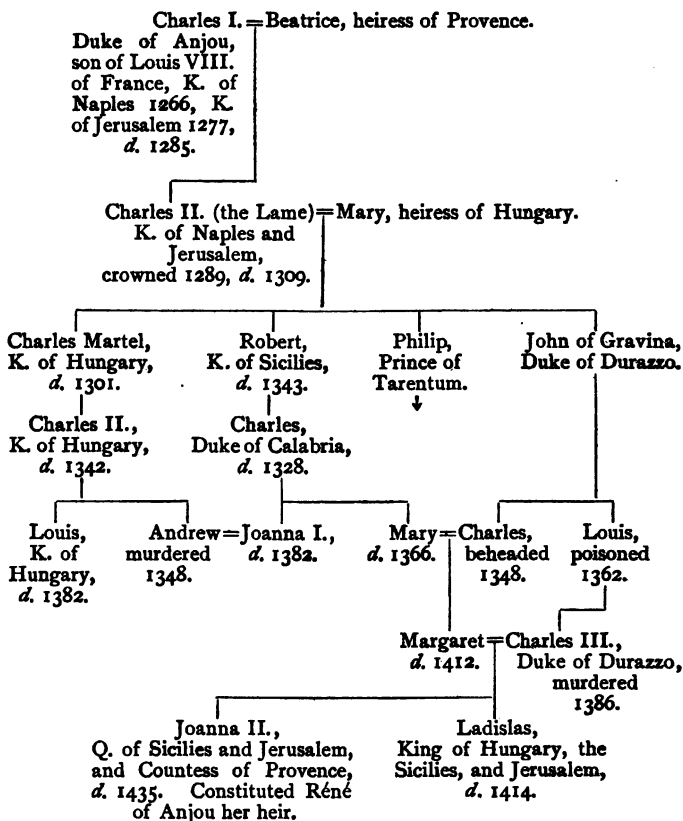 Charles I. = Beatrice, heiress of Provence.
Duke of Anjou,
son of Louis VIII.
of France, K. of
Naples 1266, K.
of Jerusalem 1277,
d. 1285.
Charles II. (the Lame) = Mary, heiress of Hungary.
K. of Naples and
Jerusalem,
crowned 1289, d. 1309.
Charles Martel,
K. of Hungary,
d. 1301.
Robert,
K. of Sicilies,
d. 1343.
Philip,
Prince of
Tarentum.
John of Gravina,
Duke of Durazzo.
Charles II.,
K. of Hungary,
d. 1342.
Charles,
Duke of Calabria,
d. 1328.
Louis,
K. of
Hungary,
d. 1382.
Andrew = Joanna I.,
murdered
1348.
d. 1382.
Mary = Charles,
d. 1366.
beheaded
1348.
Louis,
poisoned
1362.
Margaret = Charles III.,
d. 1412.
Duke of Durazzo,
murdered
1386.
Joanna II.,
Q. of Sicilies and Jerusalem,
and Countess of Provence,
d. 1435. Constituted Réné
of Anjou her heir.
Ladislas,
King of Hungary, the
Sicilies, and Jerusalem,
d. 1414.